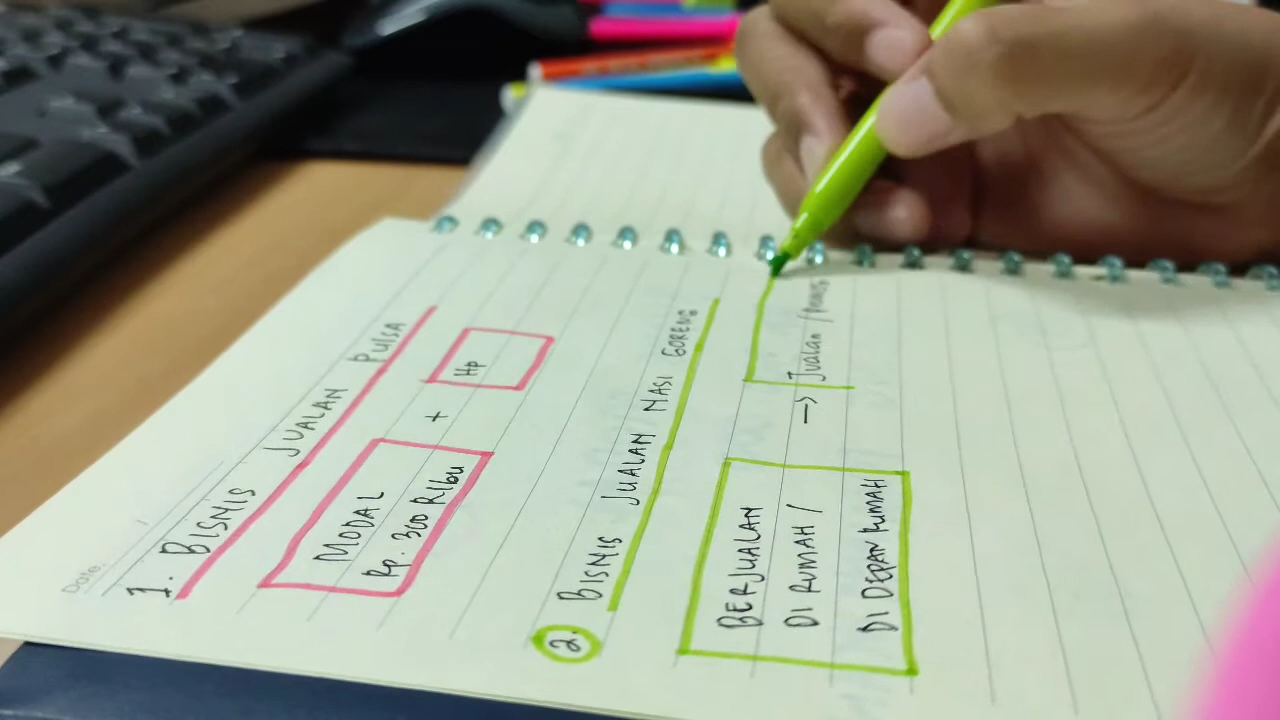 Date:
1. BISNIS JUALAN PULSA
MODAL
Rp. 300 Ribu
+
Hp
2. BISNIS JUALAN NASI GORENG
BERJUALAN
DI RUMAH /
DI DEPAN RUMAH
→ Jualan /